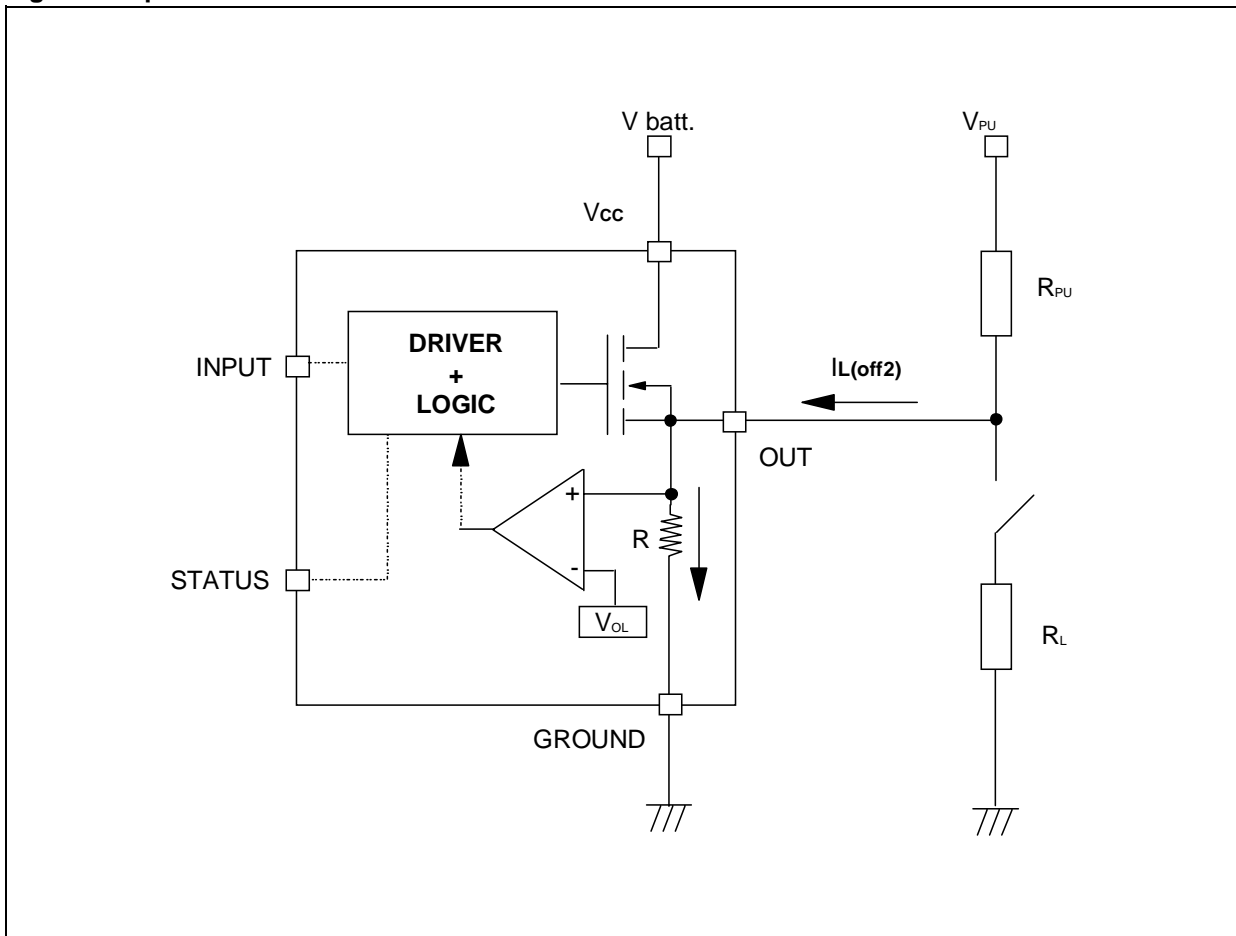 V batt.
VPU
Vcc
RPU
INPUT
DRIVER
+
LOGIC
IL(off2)
OUT
+
R
-
STATUS
VOL
RL
GROUND